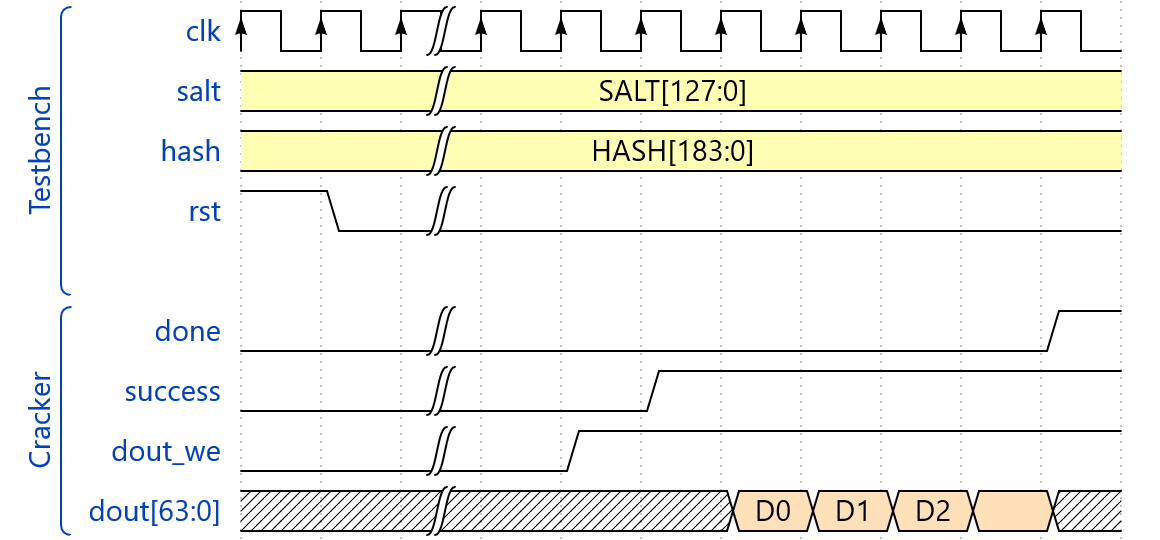 Testbench
clk
salt
SALT[127:0]
hash
HASH[183:0]
rst
Cracker
done
success
dout_we
dout[63:0]
D0
D1
D2